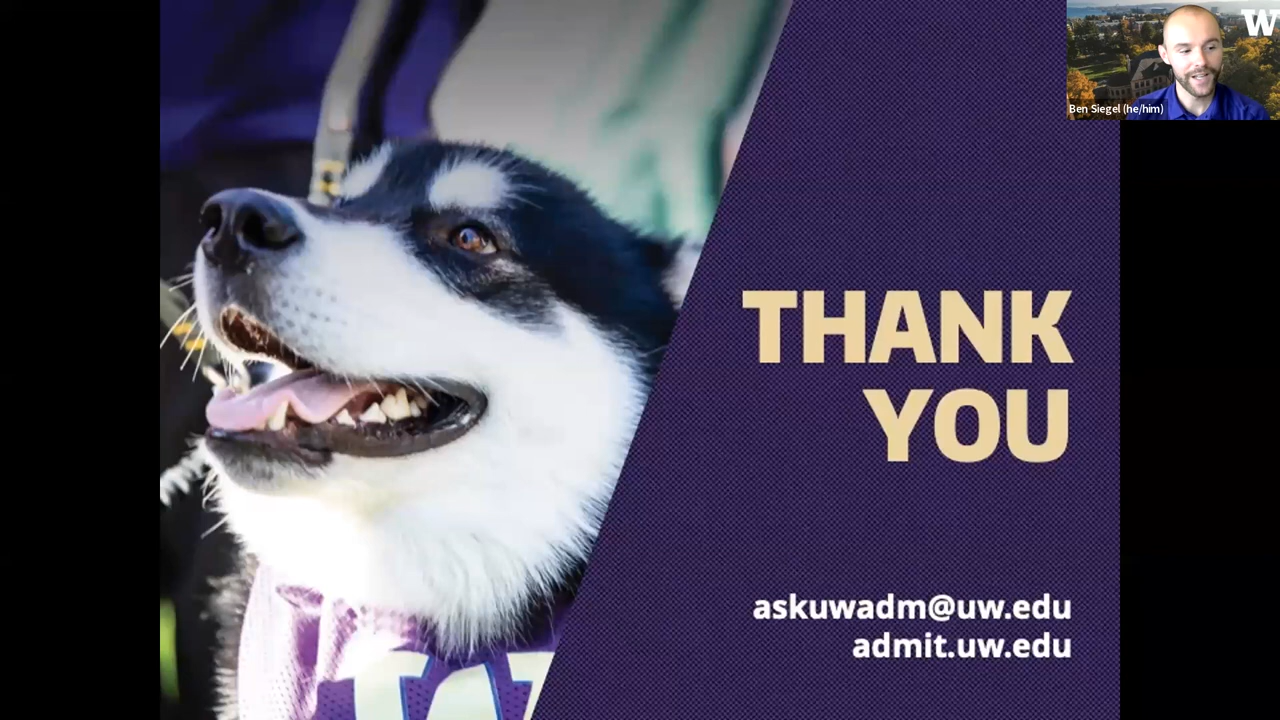 W
Ben Siegel (he/him)
THANK
YOU
askuwadm@uw.edu
admit.uw.edu
W